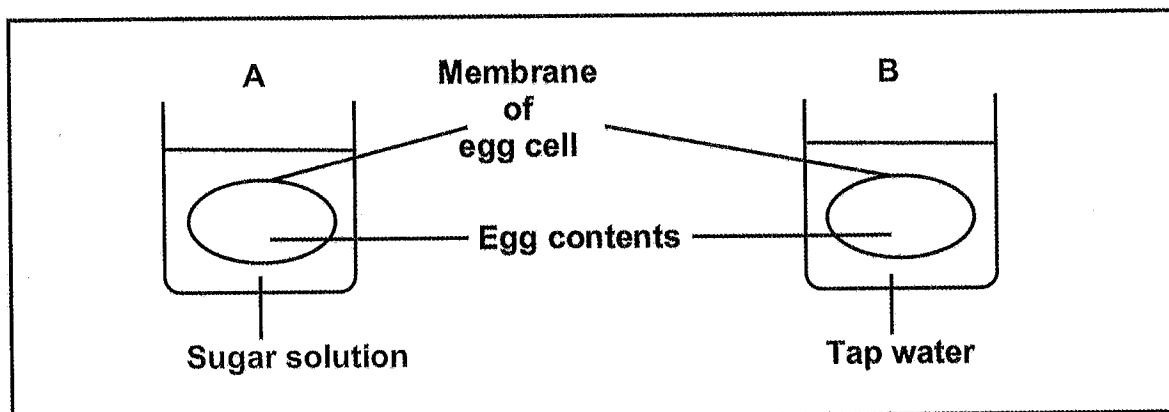 A
Membrane
of
egg cell
B
Egg contents
Sugar solution
Tap water